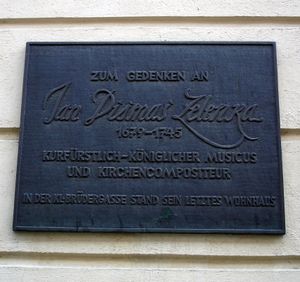 ZUM GEDENKEN AN
Jan Dismas Zelenka
1679-1745
KURFÜRSTLICH-KÖNIGLICHER MUSICUS
UND KIRCHENCOMPOSITEUR
IN DER KL·BRÜDERGASSE STAND SEIN LETZTES WOHNHAUS